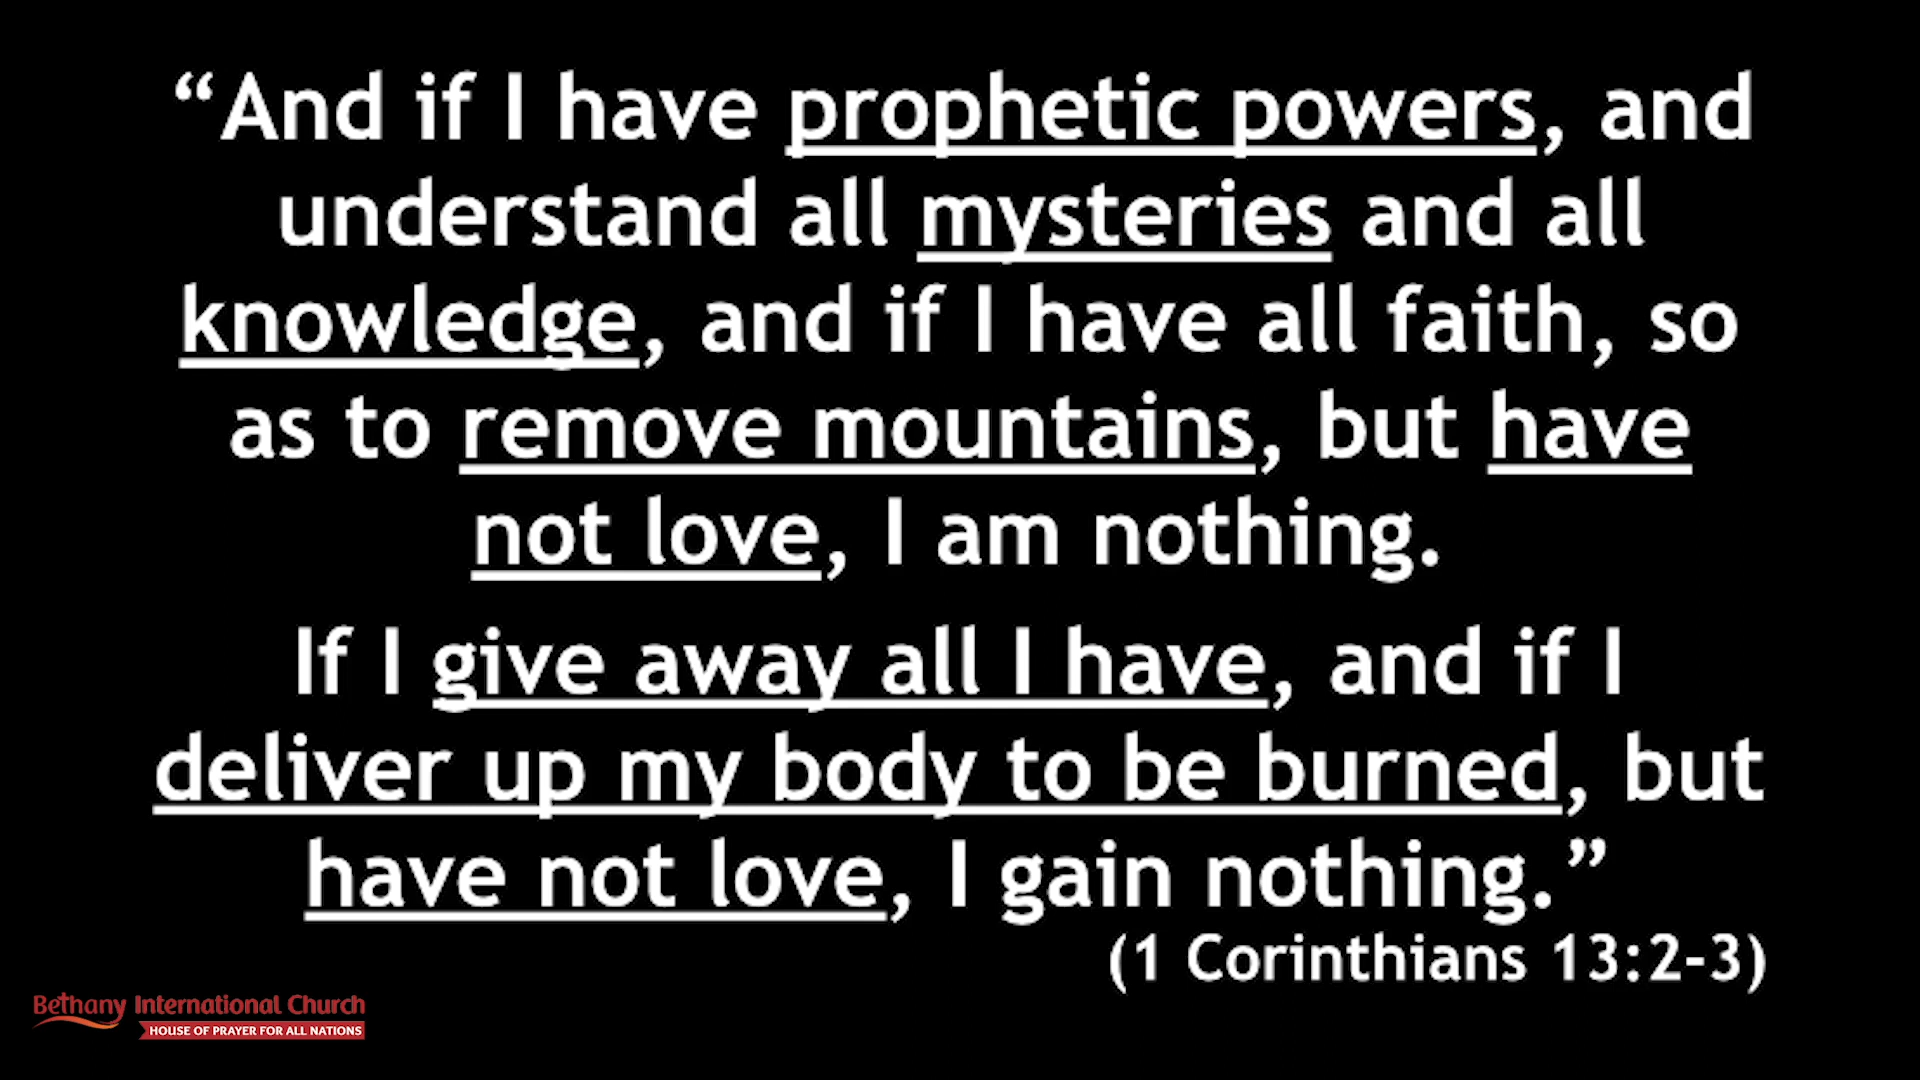 “And if I have prophetic powers, and
understand all mysteries and all
knowledge, and if I have all faith, so
as to remove mountains, but have
not love, I am nothing.
If I give away all I have, and if I
deliver up my body to be burned, but
have not love, I gain nothing.”
(1 Corinthians 13:2-3)
Bethany International Church
HOUSE OF PRAYER FOR ALL NATIONS